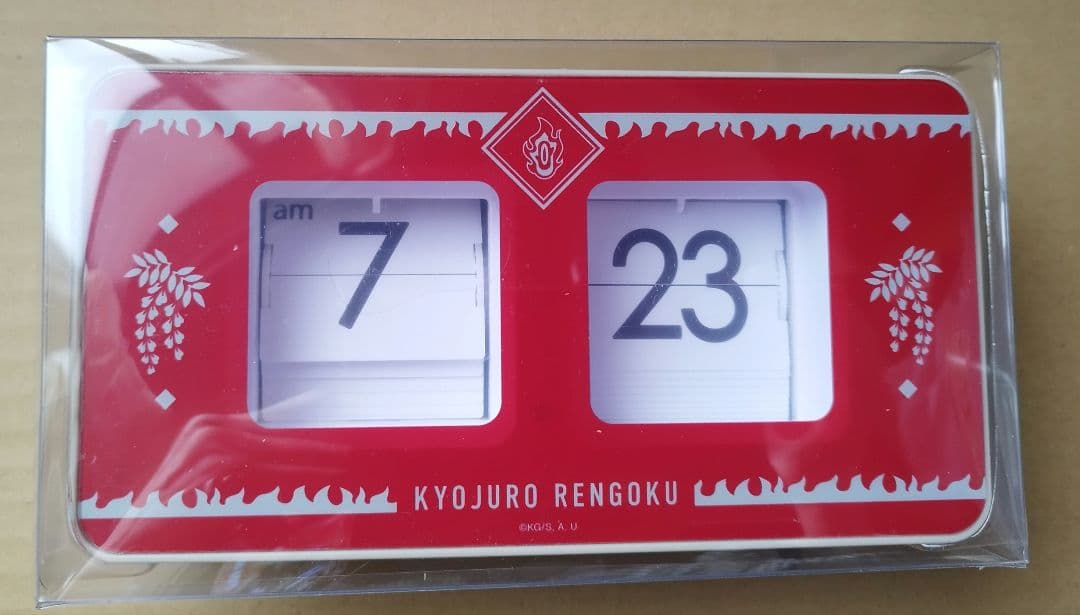 am
7
23
KYOJURO RENGOKU
©KG/S, A, U